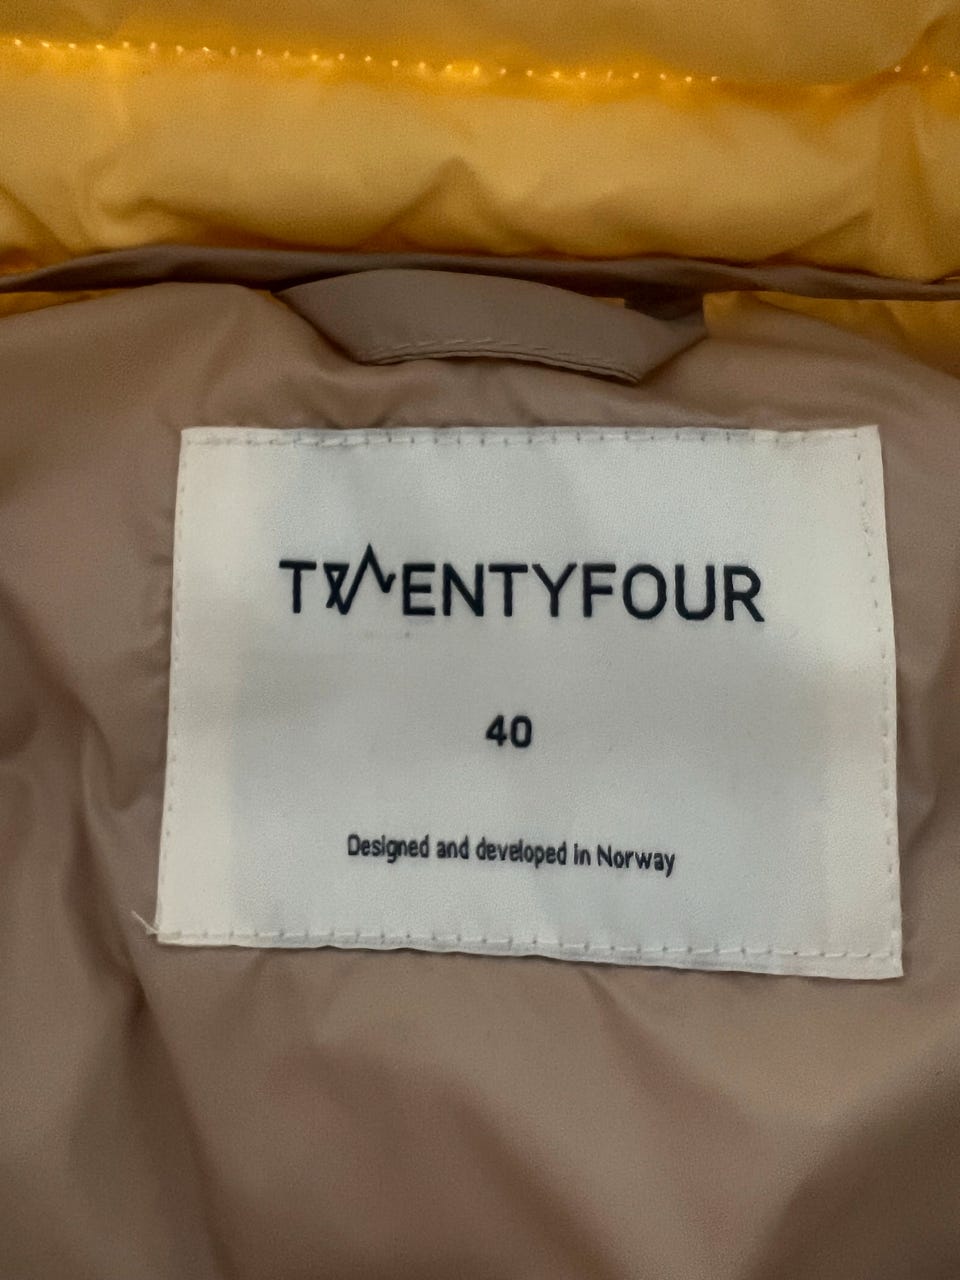 TWENTYFOUR
40
Designed and developed in Norway